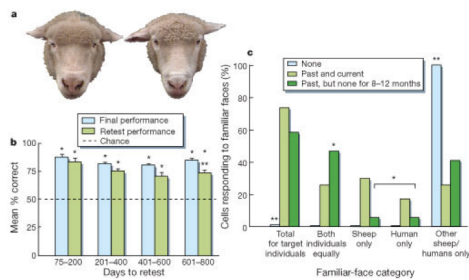 a
b
Final performance
Retest performance
Chance
Mean % correct
100
75
50
25
0
75–200
201–400
401–600
601–800
Days to retest
c
None
Past and current
Past, but none for 8–12 months
Cells responding to familiar faces (%)
100
80
60
40
20
0
Total for target individuals
Both individuals equally
Sheep only
Human only
Other sheep/humans only
Familiar-face category